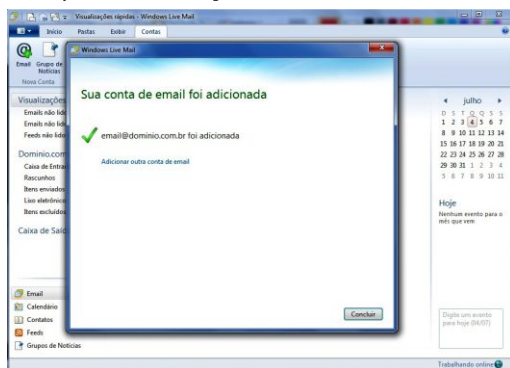 Visualizações rápidas - Windows Live Mail
Início Pastas Exibir Contas
Email Grupo de Notícias
Nova Conta
Windows Live Mail
Sua conta de email foi adicionada
email@dominio.com.br foi adicionada
Adicionar outra conta de email
Concluir
Visualizações
Emails não lido
Emails não lido
Feeds não lido
Dominio.com
Caixa de Entrad
Rascunhos
Itens enviados
Lixo eletrônico
Itens excluídos
Caixa de Saíd
Email
Calendário
Contatos
Feeds
Grupos de Notícias
julho
D S T Q Q S S
1 2 3 4 5 6 7
8 9 10 11 12 13 14
15 16 17 18 19 20 21
22 23 24 25 26 27 28
29 30 31 1 2 3 4
5 6 7 8 9 10 11
Hoje
Nenhum evento para o
mês que vem
Digite um evento
para hoje (04/07)
Trabalhando online